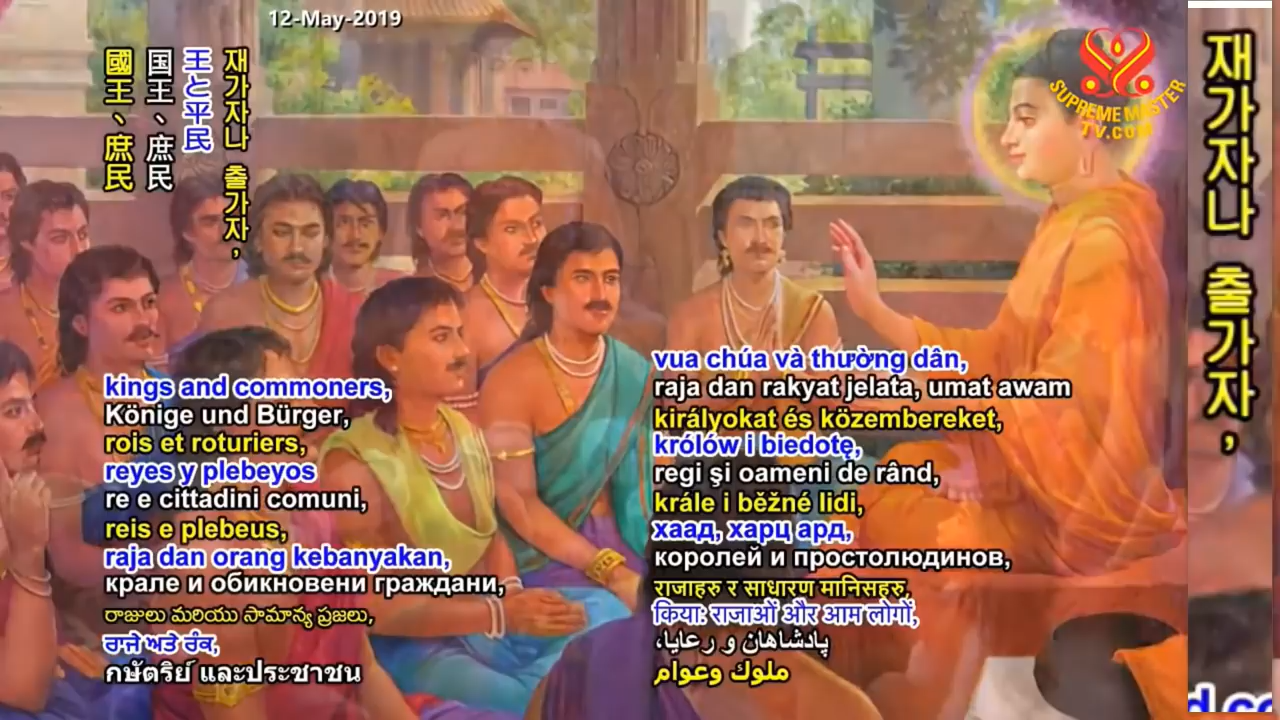 12-May-2019
재가자나 출가자,
王と平民
国王、庶民
國王、庶民
SUPREME MASTER
TV.COM
kings and commoners,
Könige und Bürger,
rois et roturiers,
reyes y plebeyos
re e cittadini comuni,
reis e plebeus,
raja dan orang kebanyakan,
крале и обикновени граждани,
రాజులు మరియు సామాన్య ప్రజలు,
ਰਾਜੇ ਅਤੇ ਰੰਕ,
กษัตริย์ และประชาชน
vua chúa và thường dân,
raja dan rakyat jelata, umat awam
királyokat és közembereket,
królów i biedotę,
regi şi oameni de rând,
krále i běžné lidi,
хаад, харц ард,
королей и простолюдинов,
राजाहरु र साधारण मानिसहरु,
किया: राजाओं और आम लोगों,
پادشاهان و رعایا،
ملوك وعوام
재가자나 출가자,